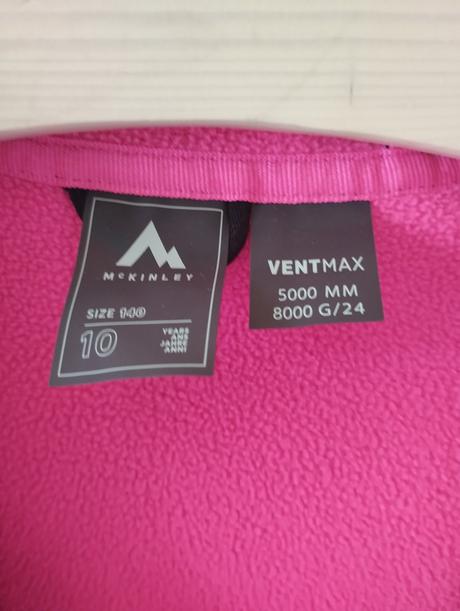 McKINLEY
SIZE 140
10
YEARS
ANS
JAHRE
ANNI
VENTMAX
5000 MM
8000 G/24